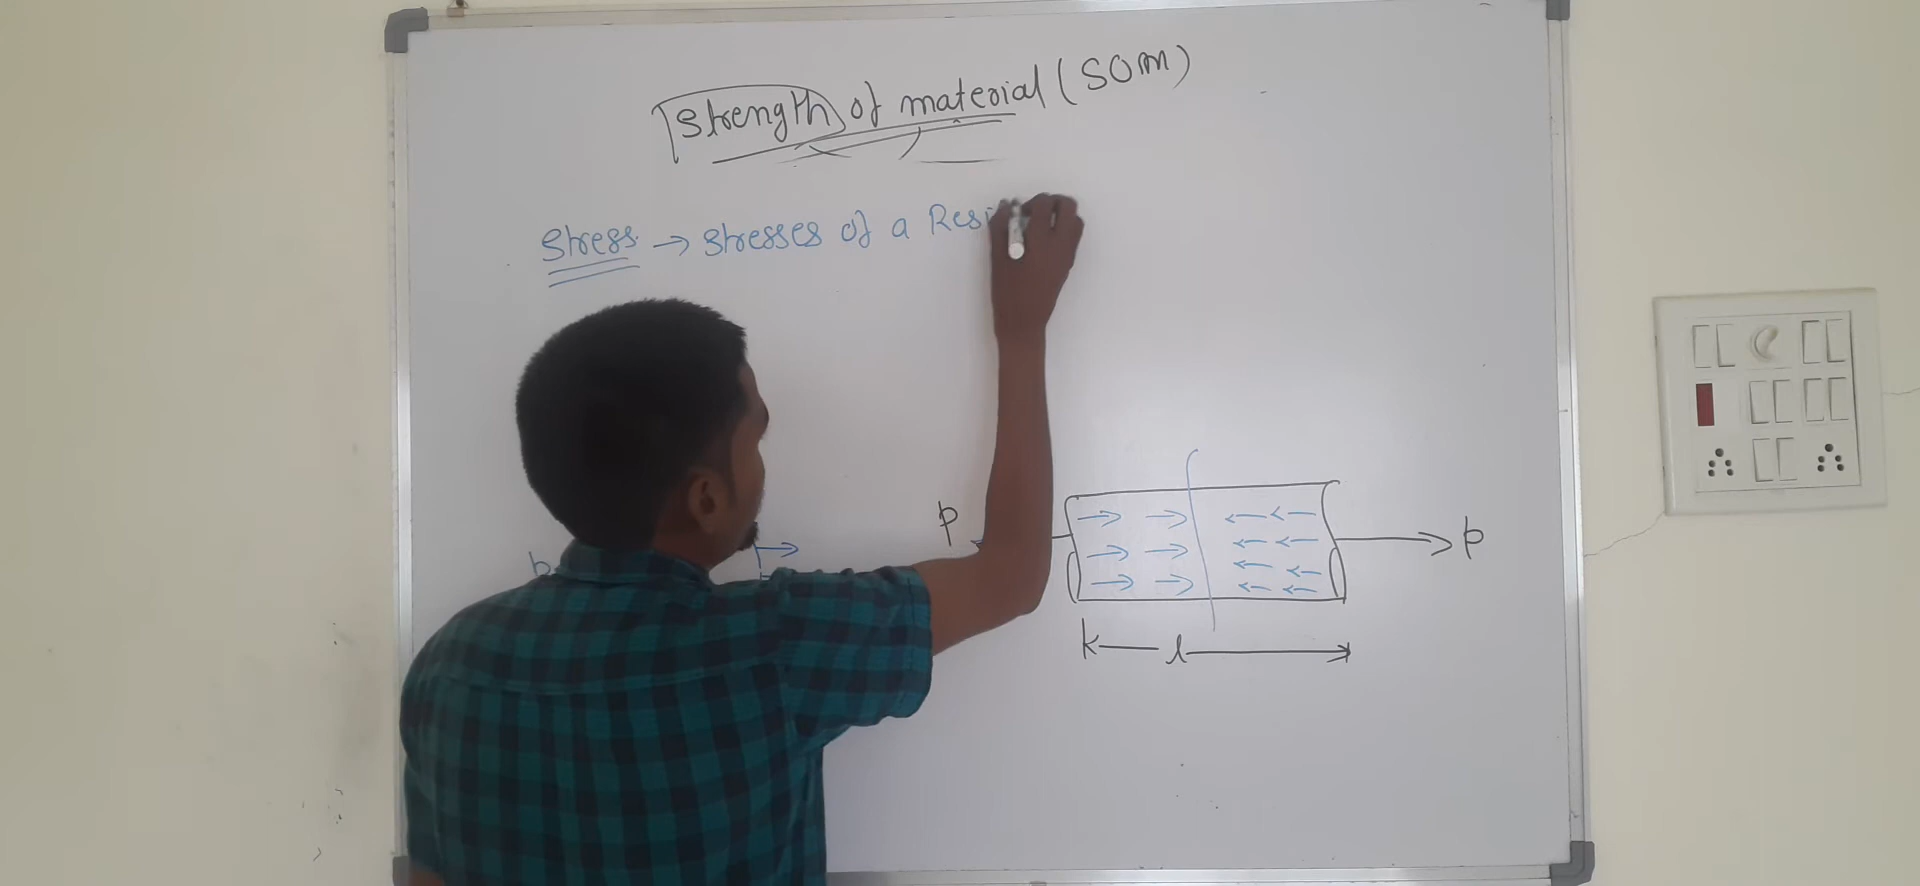 Strength of material (SOM)
Stress → stresses of a Resi
p
p
l